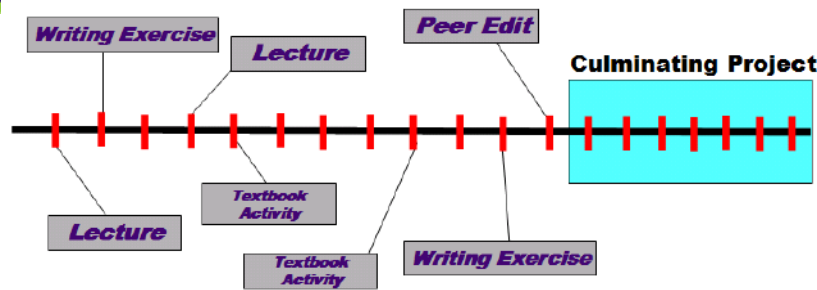 Writing Exercise
Lecture
Peer Edit
Culminating Project
Lecture
Textbook
Activity
Textbook
Activity
Writing Exercise